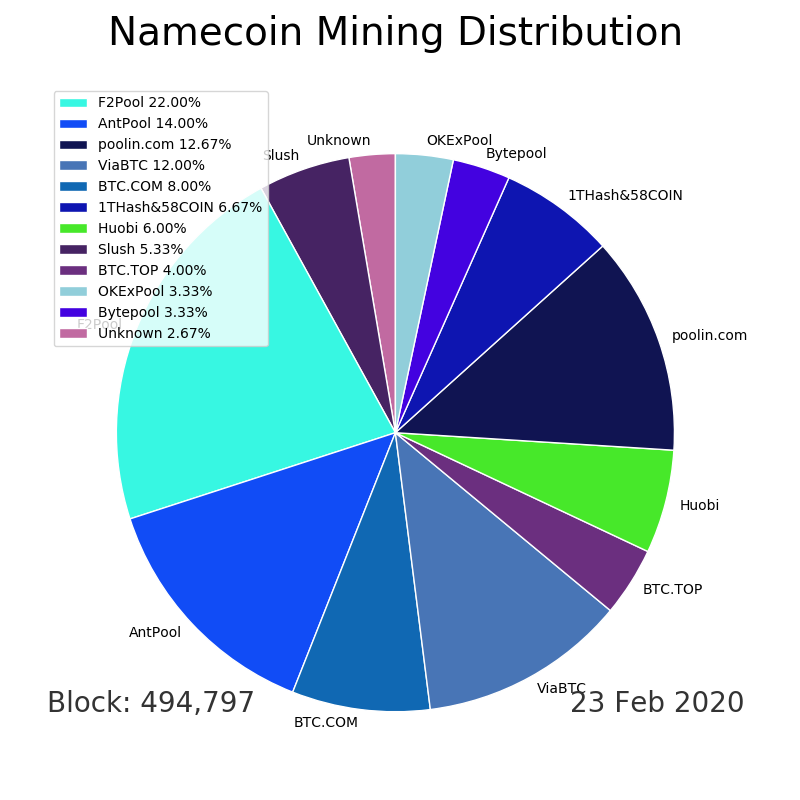 Namecoin Mining Distribution
F2Pool 22.00%
AntPool 14.00%
poolin.com 12.67%
ViaBTC 12.00%
BTC.COM 8.00%
1THash&58COIN 6.67%
Huobi 6.00%
Slush 5.33%
BTC.TOP 4.00%
OKExPool 3.33%
Bytepool 3.33%
Unknown 2.67%
Slush
Unknown
OKExPool
Bytepool
1THash&58COIN
F2Pool
poolin.com
Huobi
BTC.TOP
AntPool
ViaBTC
BTC.COM
Block: 494,797
23 Feb 2020